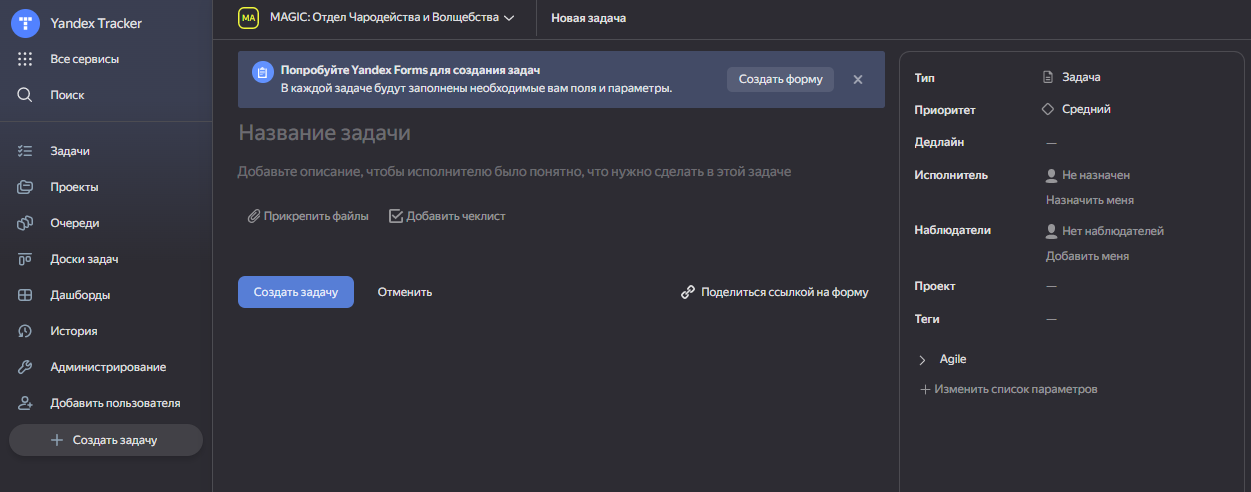 Yandex Tracker
Все сервисы
Поиск
Задачи
Проекты
Очереди
Доски задач
Дашборды
История
Администрирование
Добавить пользователя
Создать задачу
MA
MAGIC: Отдел Чародейства и Волщебства
Новая задача
Попробуйте Yandex Forms для создания задач
В каждой задаче будут заполнены необходимые вам поля и параметры.
Создать форму
Название задачи
Добавьте описание, чтобы исполнителю было понятно, что нужно сделать в этой задаче
Прикрепить файлы
Добавить чеклист
Создать задачу
Отменить
Поделиться ссылкой на форму
Тип
Задача
Приоритет
Средний
Дедлайн
—
Исполнитель
Не назначен
Назначить меня
Наблюдатели
Нет наблюдателей
Добавить меня
Проект
—
Теги
—
Agile
Изменить список параметров